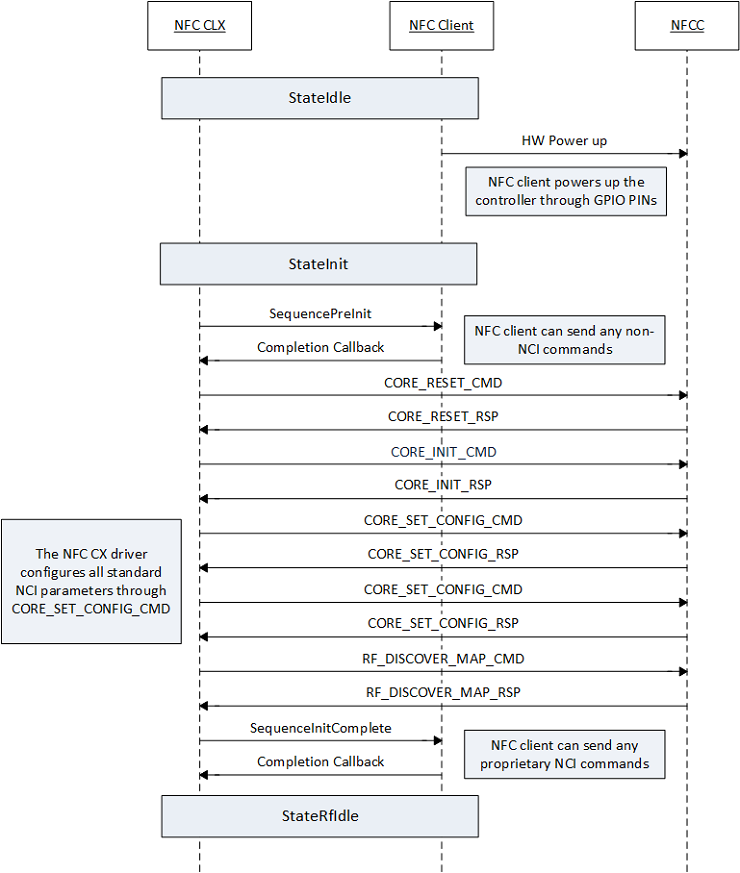 NFC CLX
NFC Client
NFCC
StateIdle
HW Power up
NFC client powers up the
controller through GPIO PINs
StateInit
SequencePreInit
NFC client can send any non-
NCI commands
Completion Callback
CORE_RESET_CMD
CORE_RESET_RSP
CORE_INIT_CMD
CORE_INIT_RSP
CORE_SET_CONFIG_CMD
The NFC CX driver
configures all standard
NCI parameters through
CORE_SET_CONFIG_CMD
CORE_SET_CONFIG_RSP
CORE_SET_CONFIG_CMD
CORE_SET_CONFIG_RSP
RF_DISCOVER_MAP_CMD
RF_DISCOVER_MAP_RSP
SequenceInitComplete
NFC client can send any
proprietary NCI commands
Completion Callback
StateRfIdle